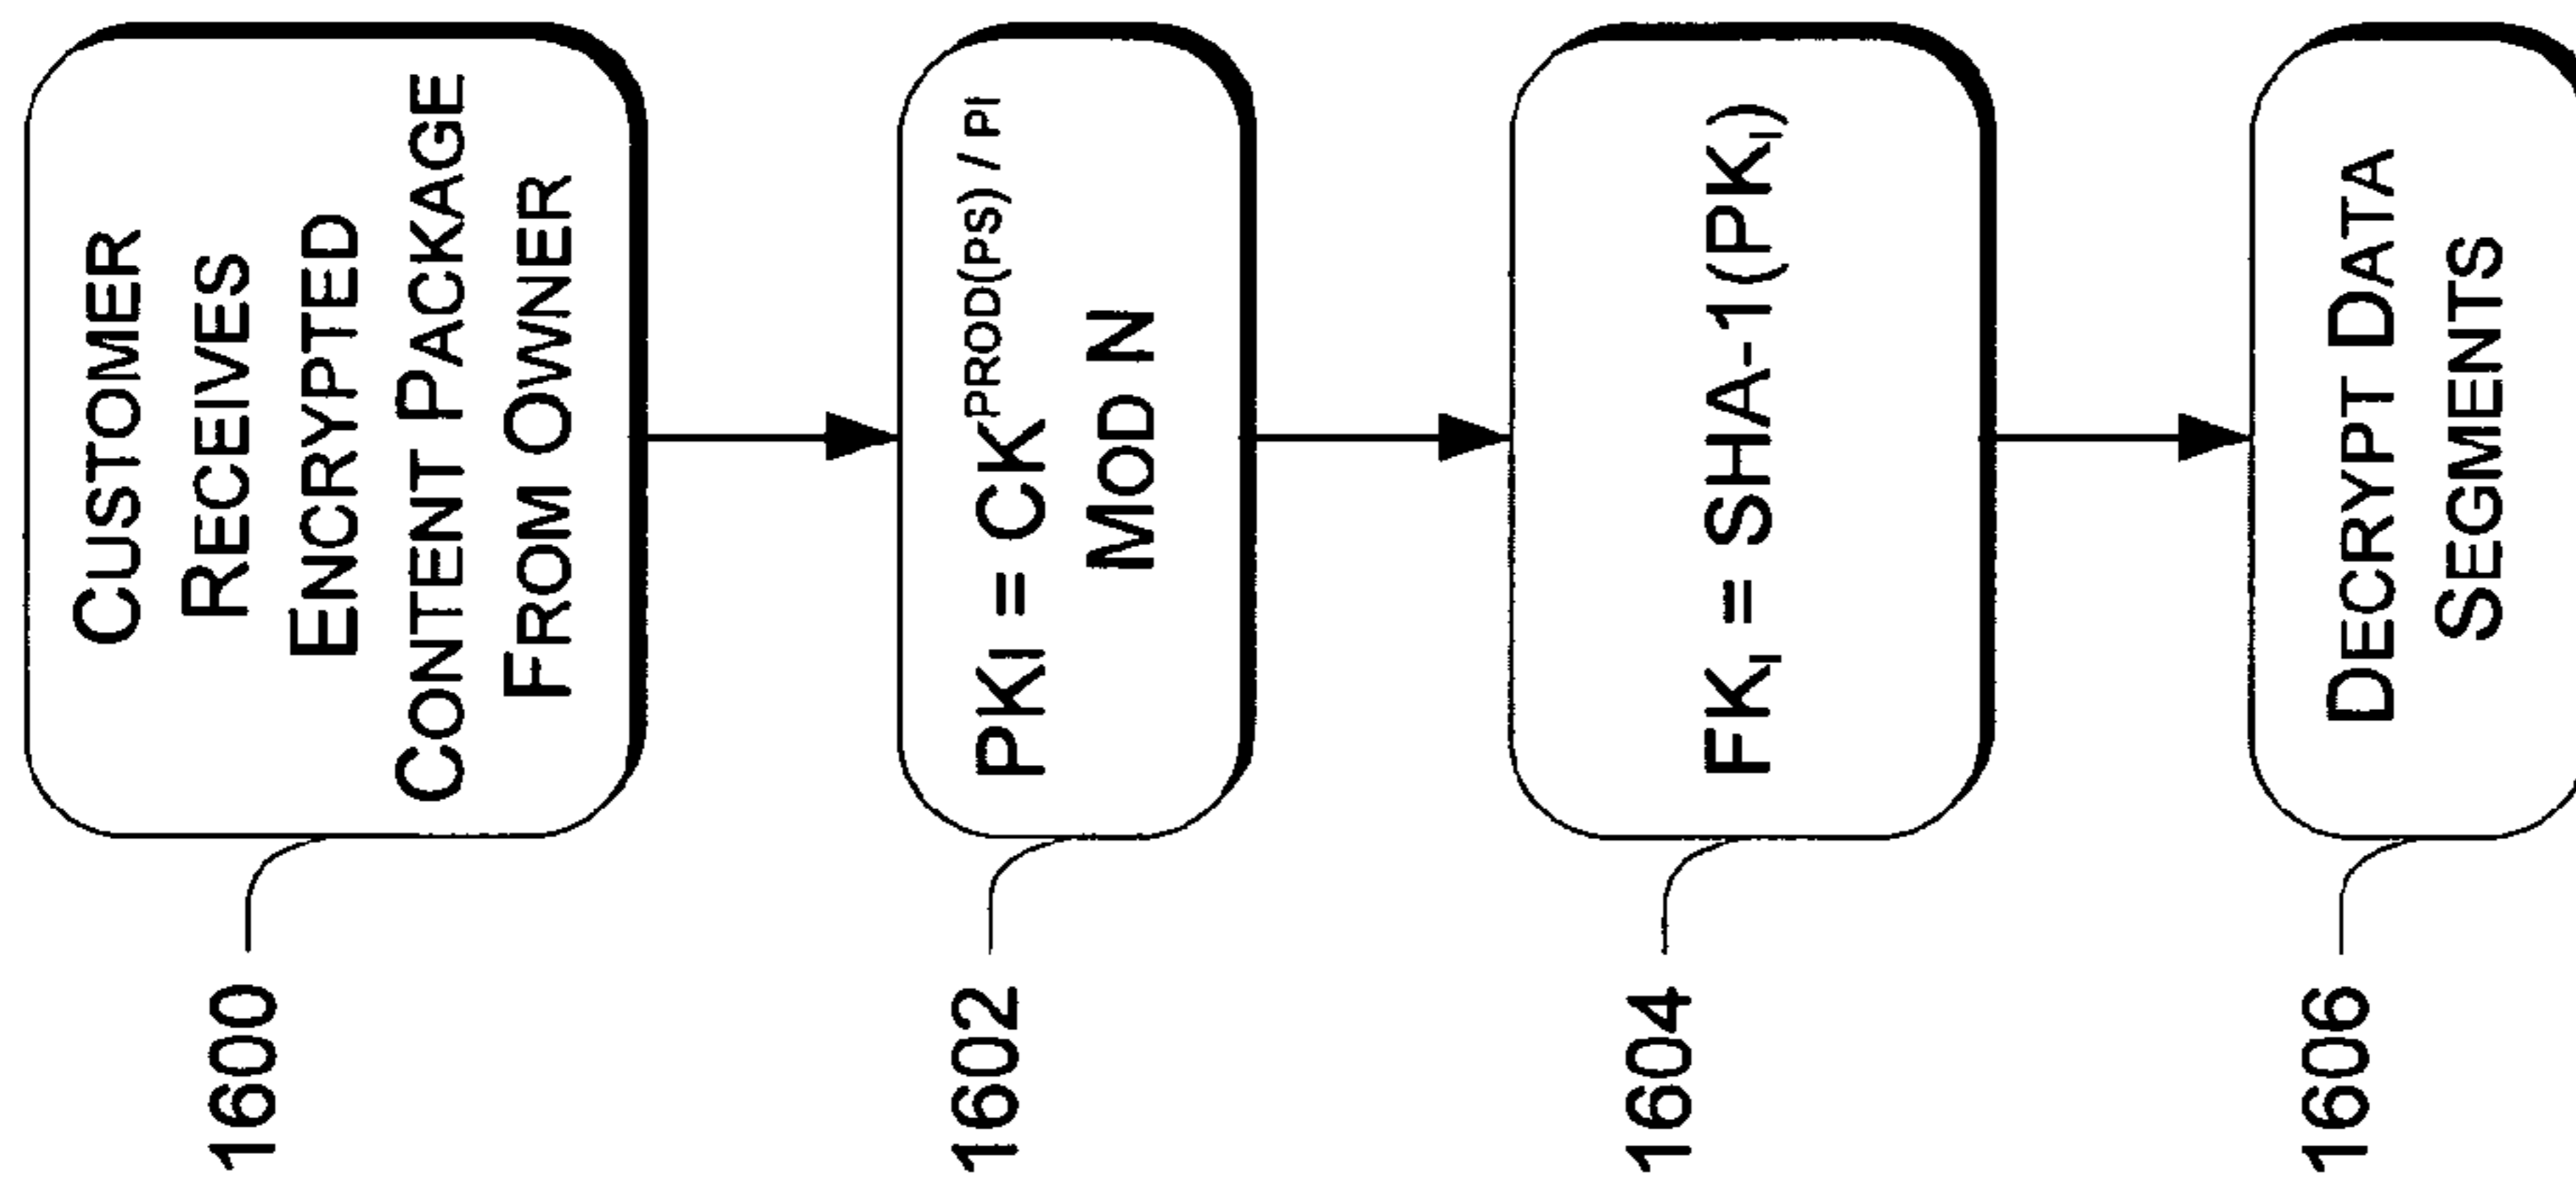 1600
CUSTOMER
RECEIVES
ENCRYPTED
CONTENT PACKAGE
FROM OWNER
1602
PKI = CK^PROD(PS) / PI
MOD N
1604
FKI = SHA-1(PKI)
1606
DECRYPT DATA
SEGMENTS